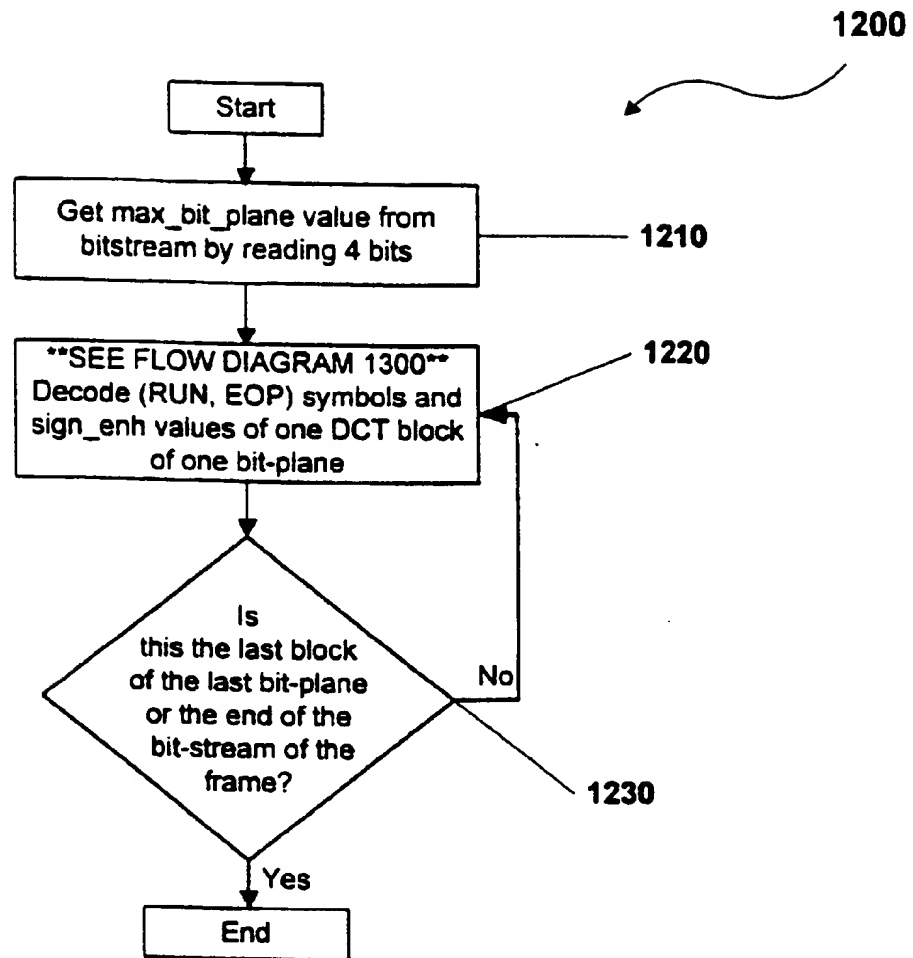 1200
Start
Get max_bit_plane value from
bitstream by reading 4 bits
1210
**SEE FLOW DIAGRAM 1300**
Decode (RUN, EOP) symbols and
sign_enh values of one DCT block
of one bit-plane
1220
Is
this the last block
of the last bit-plane
or the end of the
bit-stream of the
frame?
No
1230
Yes
End